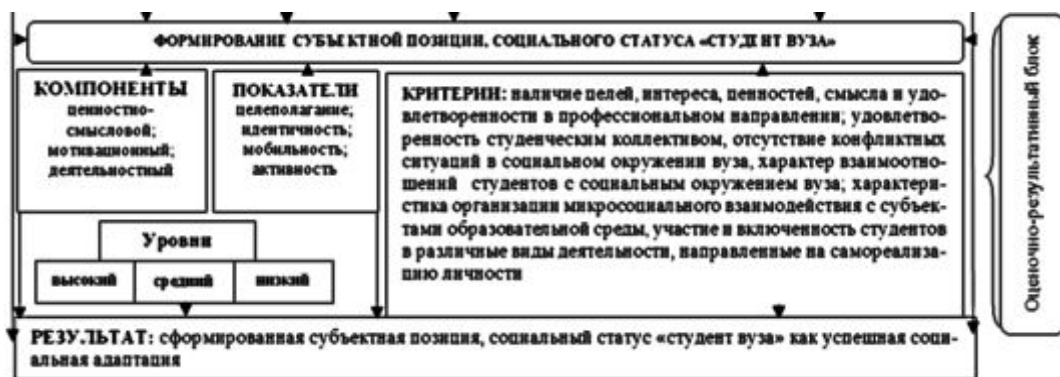 ФОРМИРОВАНИЕ СУБЪЕКТНОЙ ПОЗИЦИИ, СОЦИАЛЬНОГО СТАТУСА «СТУДЕНТ ВУЗА»
КОМПОНЕНТЫ
ценностно-
смысловой;
мотивационный;
деятельностный
ПОКАЗАТЕЛИ
целеполагание;
идентичность;
мобильность;
активность
КРИТЕРИИ: наличие целей, интереса, ценностей, смысла и удо-
влетворенности в профессиональном направлении; удовлетво-
ренность студенческим коллективом, отсутствие конфликтных
ситуаций в социальном окружении вуза, характер взаимоотно-
шений студентов с социальным окружением вуза; характери-
стика организации микросоциального взаимодействия с субъек-
тами образовательной среды, участие и включенность студентов
в различные виды деятельности, направленные на самореализа-
цию личности
Уровни
высокий средний низкий
РЕЗУЛЬТАТ: сформированная субъектная позиция, социальный статус «студент вуза» как успешная соци-
альная адаптация
Оценочно-результативный блок